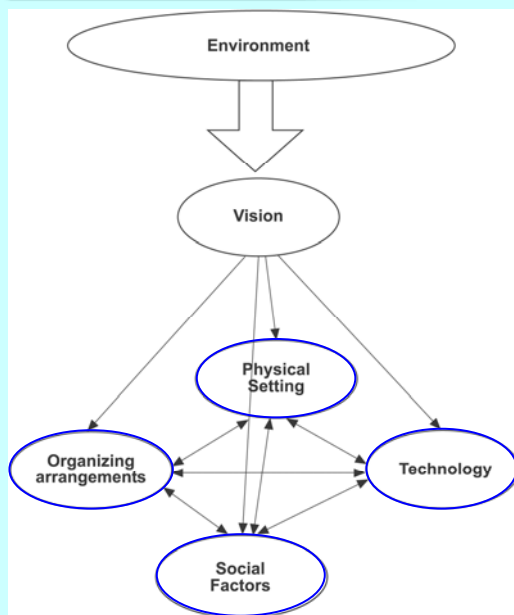 Environment
Vision
Physical
Setting
Organizing
arrangements
Technology
Social
Factors